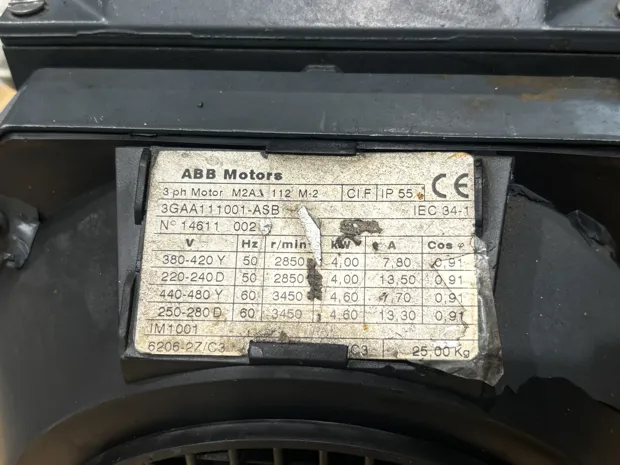 ABB Motors
3 ph Motor M2AA 112 M-2 Cl.F IP 55 CE
3GAA111001-ASB IEC 34-1
N° 14611 002
V Hz r/min kW A Cos φ
380-420 Y 50 2850 4,00 7,80 0,91
220-240 D 50 2850 4,00 13,50 0,91
440-480 Y 60 3450 4,60 7,70 0,91
250-280 D 60 3450 4,60 13,30 0,91
IM1001
6206-2Z/C3 /C3 25,00 Kg